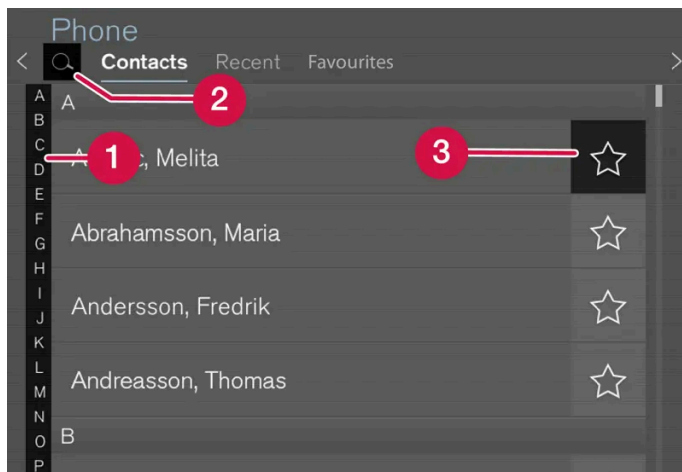 Phone
Contacts Recent Favourites
2
A
B
C
D
E
F
G
H
I
J
K
L
M
N
O
P
A
1
Melita
3
Abrahamsson, Maria
Andersson, Fredrik
Andreasson, Thomas
B